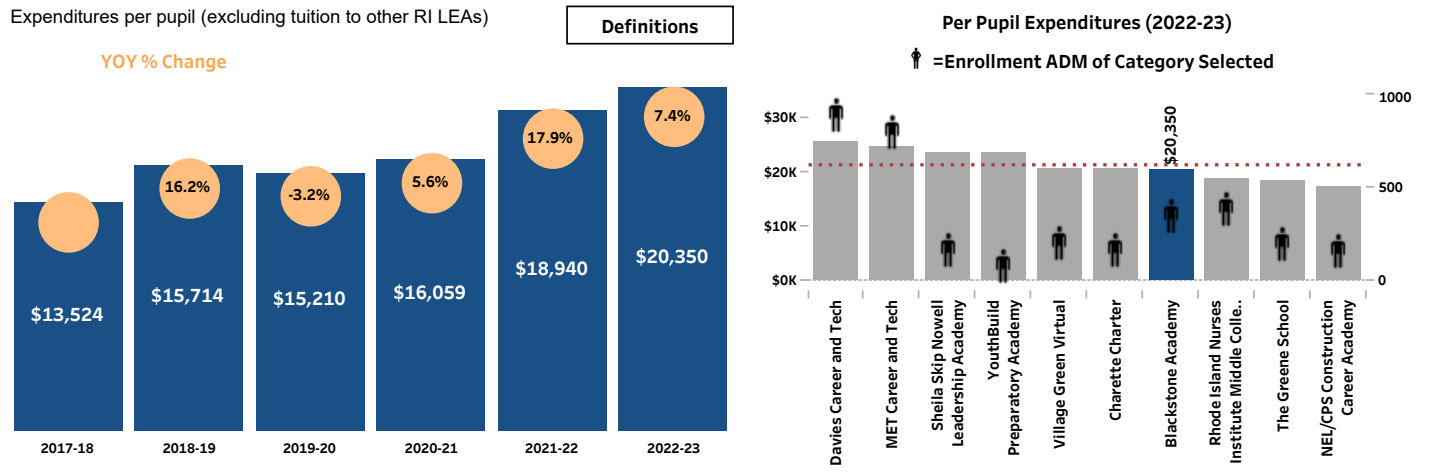 Expenditures per pupil (excluding tuition to other RI LEAs)
Definitions
YOY % Change
16.2%
-3.2%
5.6%
17.9%
7.4%
$13,524
$15,714
$15,210
$16,059
$18,940
$20,350
2017-18
2018-19
2019-20
2020-21
2021-22
2022-23
Per Pupil Expenditures (2022-23)
=Enrollment ADM of Category Selected
$30K
$20K
$10K
$0K
1000
500
0
$20,350
Davies Career and Tech
MET Career and Tech
Sheila Skip Nowell
Leadership Academy
YouthBuild
Preparatory Academy
Village Green Virtual
Charette Charter
Blackstone Academy
Rhode Island Nurses
Institute Middle Colle..
The Greene School
NEL/CPS Construction
Career Academy